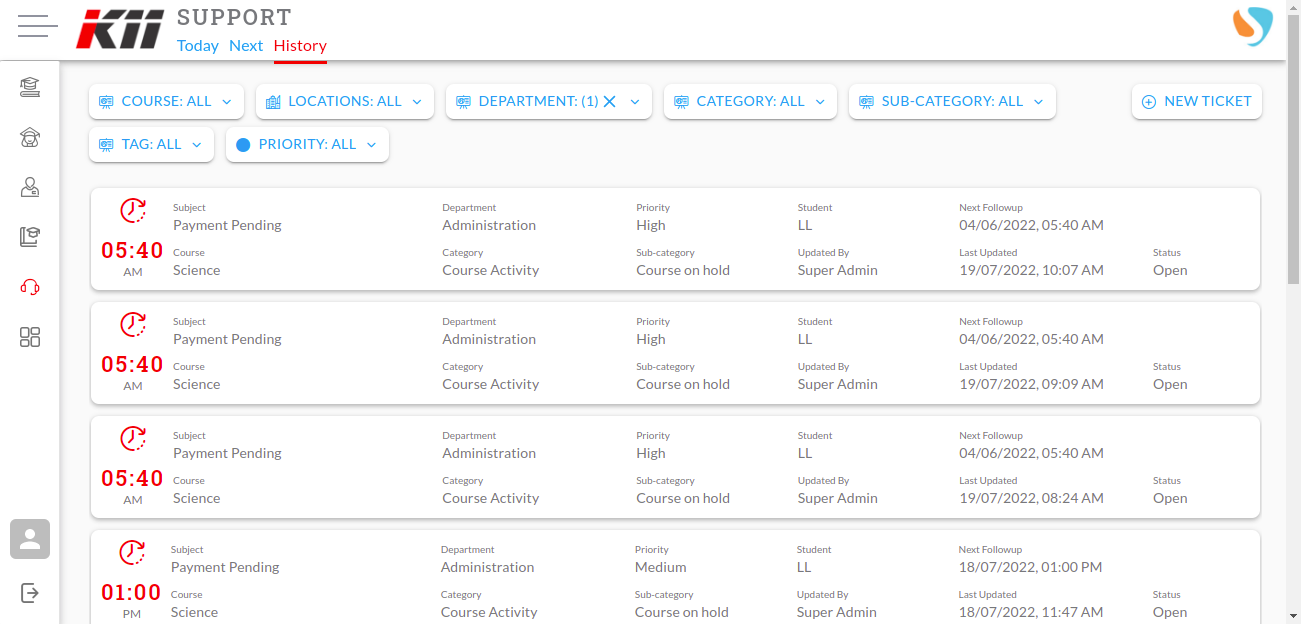 KII SUPPORT
Today Next History
COURSE: ALL LOCATIONS: ALL DEPARTMENT: (1) CATEGORY: ALL SUB-CATEGORY: ALL NEW TICKET
TAG: ALL PRIORITY: ALL
Subject Department Priority Student Next Followup
Payment Pending Administration High LL 04/06/2022, 05:40 AM
05:40 Course Category Sub-category Updated By Last Updated Status
AM Science Course Activity Course on hold Super Admin 19/07/2022, 10:07 AM Open
Subject Department Priority Student Next Followup
Payment Pending Administration High LL 04/06/2022, 05:40 AM
05:40 Course Category Sub-category Updated By Last Updated Status
AM Science Course Activity Course on hold Super Admin 19/07/2022, 09:09 AM Open
Subject Department Priority Student Next Followup
Payment Pending Administration High LL 04/06/2022, 05:40 AM
05:40 Course Category Sub-category Updated By Last Updated Status
AM Science Course Activity Course on hold Super Admin 19/07/2022, 08:24 AM Open
Subject Department Priority Student Next Followup
Payment Pending Administration Medium LL 18/07/2022, 01:00 PM
01:00 Course Category Sub-category Updated By Last Updated Status
PM Science Course Activity Course on hold Super Admin 18/07/2022, 11:47 AM Open